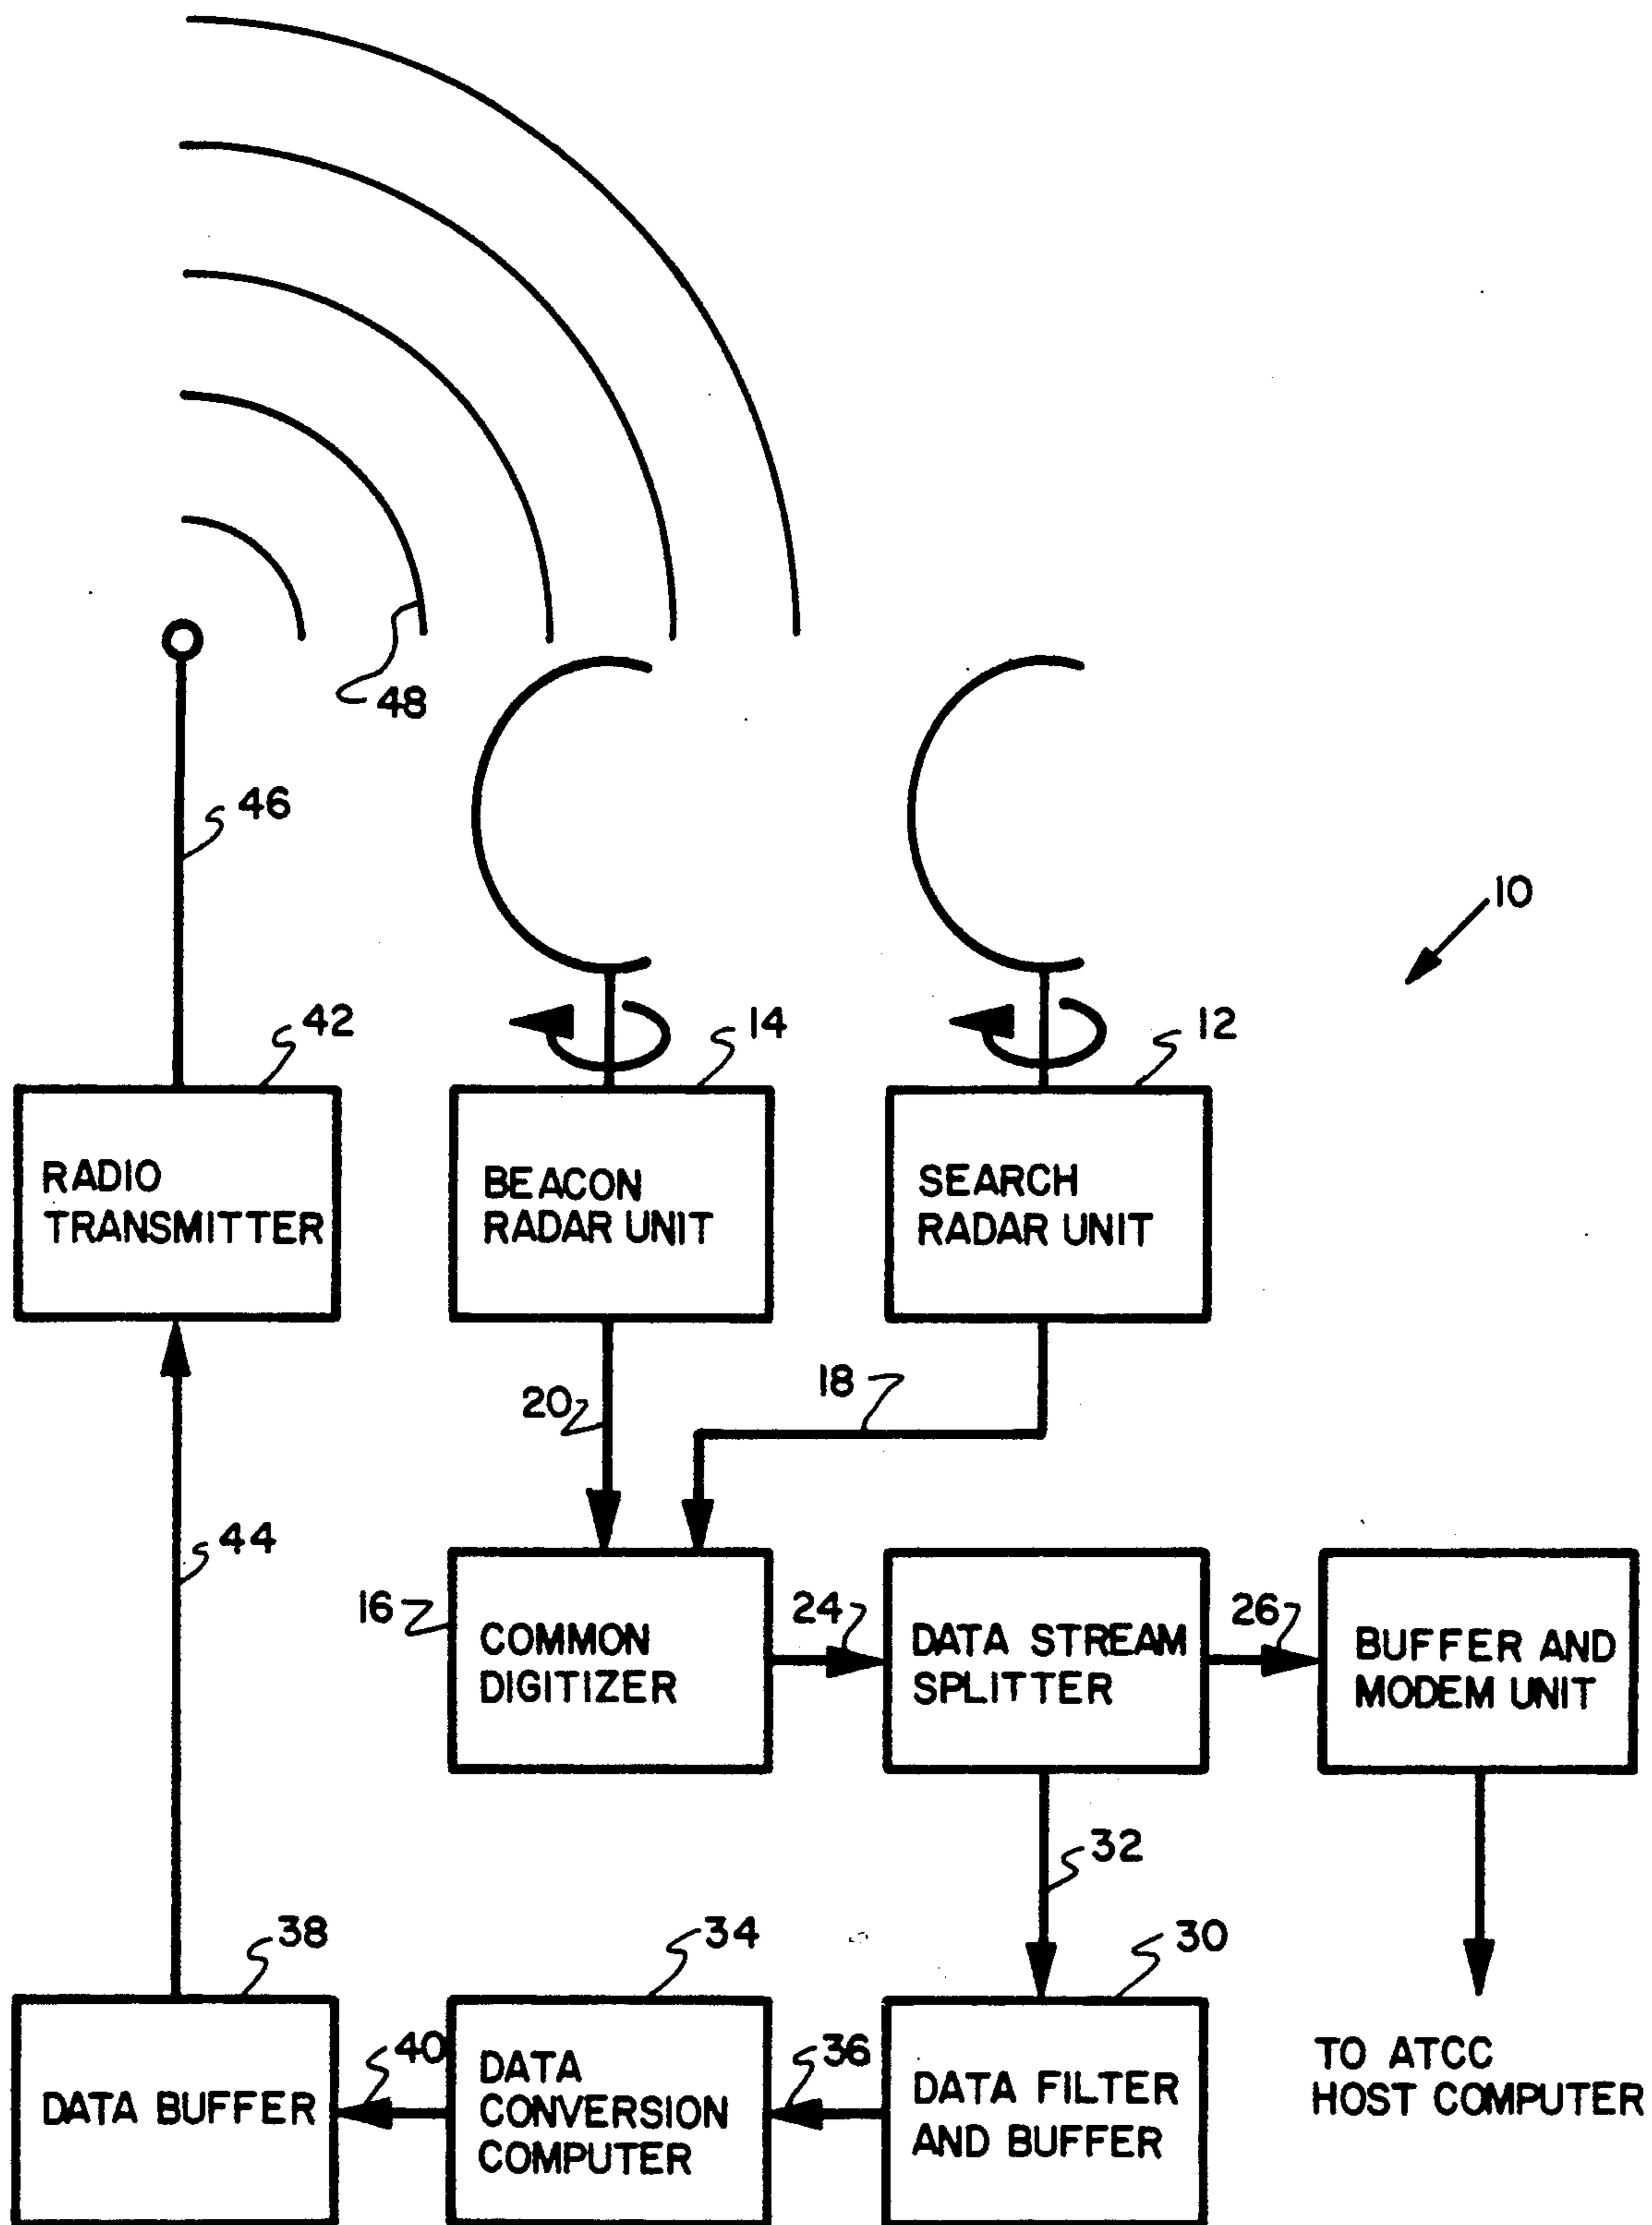 48
46
10
42
14
12
RADIO
TRANSMITTER
BEACON
RADAR UNIT
SEARCH
RADAR UNIT
20
18
44
16
COMMON
DIGITIZER
24
DATA STREAM
SPLITTER
26
BUFFER AND
MODEM UNIT
32
38
34
30
DATA BUFFER
40
DATA
CONVERSION
COMPUTER
36
DATA FILTER
AND BUFFER
TO ATCC
HOST COMPUTER